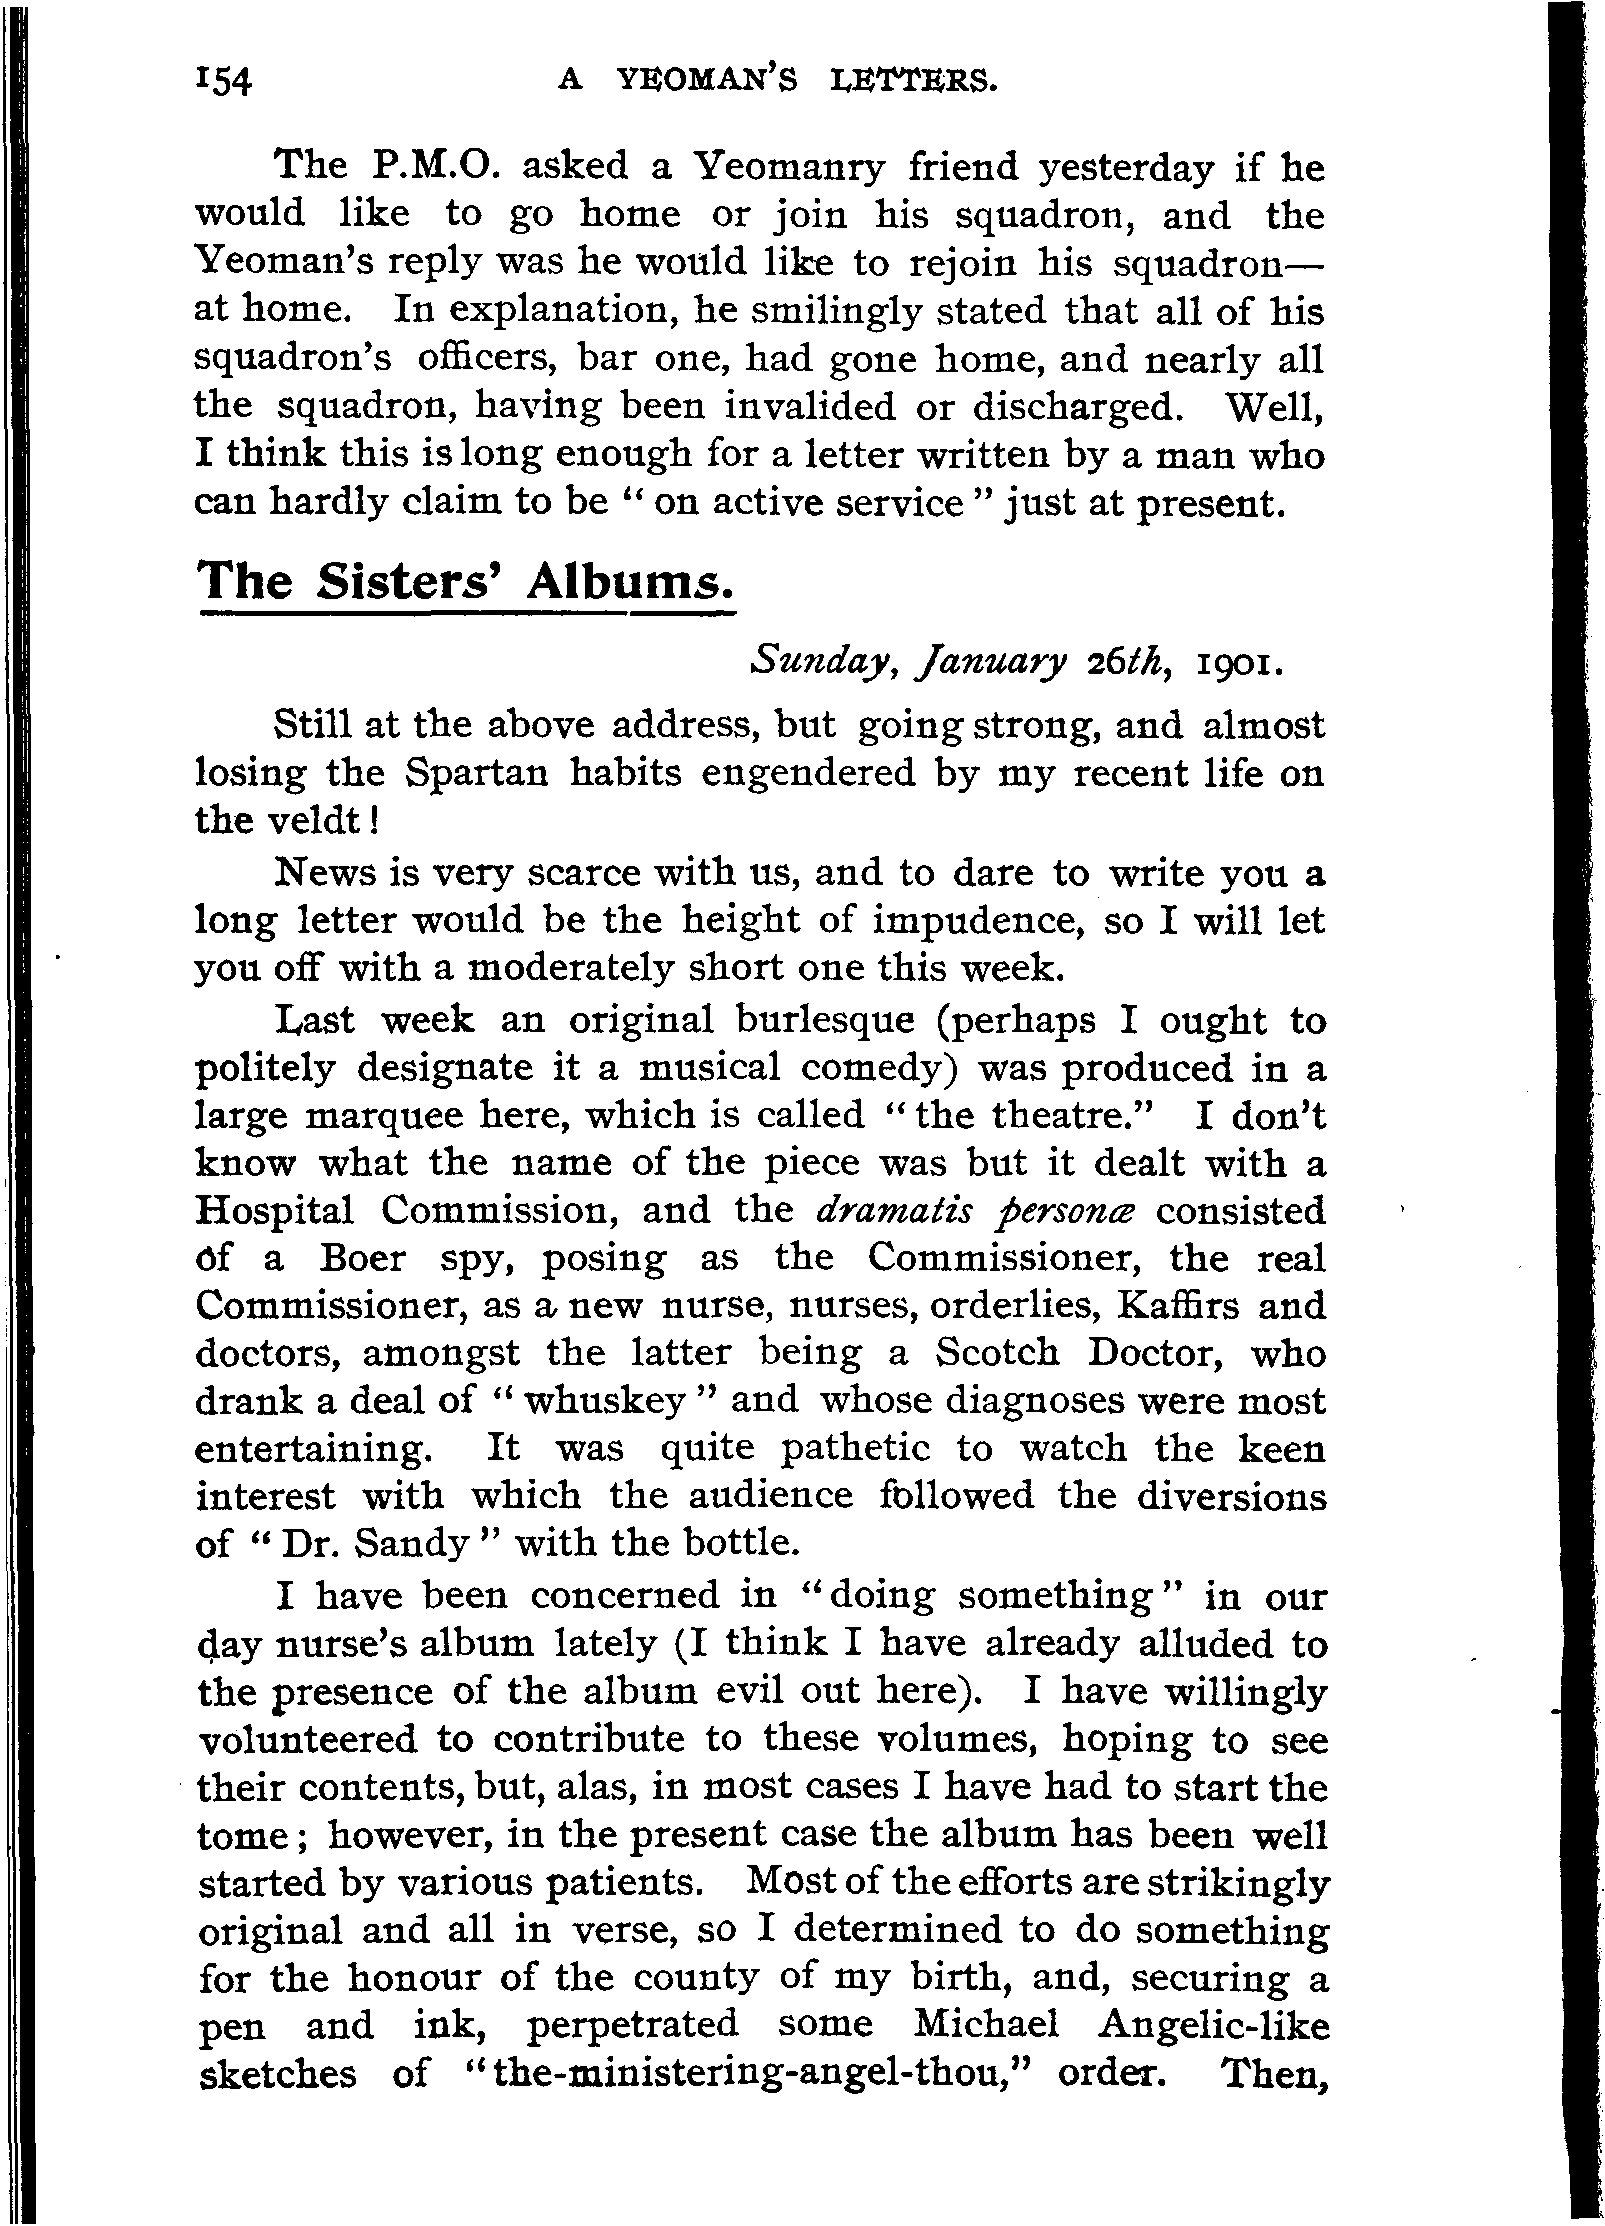 154 A YEOMAN'S LETTERS.
The P.M.O. asked a Yeomanry friend yesterday if he
would like to go home or join his squadron, and the
Yeoman's reply was he would like to rejoin his squadron—
at home. In explanation, he smilingly stated that all of his
squadron's officers, bar one, had gone home, and nearly all
the squadron, having been invalided or discharged. Well,
I think this is long enough for a letter written by a man who
can hardly claim to be "on active service" just at present.
The Sisters' Albums.
Sunday, January 26th, 1901.
Still at the above address, but going strong, and almost
losing the Spartan habits engendered by my recent life on
the veldt!
News is very scarce with us, and to dare to write you a
long letter would be the height of impudence, so I will let
you off with a moderately short one this week.
Last week an original burlesque (perhaps I ought to
politely designate it a musical comedy) was produced in a
large marquee here, which is called "the theatre." I don't
know what the name of the piece was but it dealt with a
Hospital Commission, and the dramatis personæ consisted
of a Boer spy, posing as the Commissioner, the real
Commissioner, as a new nurse, nurses, orderlies, Kaffirs and
doctors, amongst the latter being a Scotch Doctor, who
drank a deal of "whuskey" and whose diagnoses were most
entertaining. It was quite pathetic to watch the keen
interest with which the audience followed the diversions
of "Dr. Sandy" with the bottle.
I have been concerned in "doing something" in our
day nurse's album lately (I think I have already alluded to
the presence of the album evil out here). I have willingly
volunteered to contribute to these volumes, hoping to see
their contents, but, alas, in most cases I have had to start the
tome; however, in the present case the album has been well
started by various patients. Most of the efforts are strikingly
original and all in verse, so I determined to do something
for the honour of the county of my birth, and, securing a
pen and ink, perpetrated some Michael Angelic-like
sketches of "the-ministering-angel-thou," order. Then,